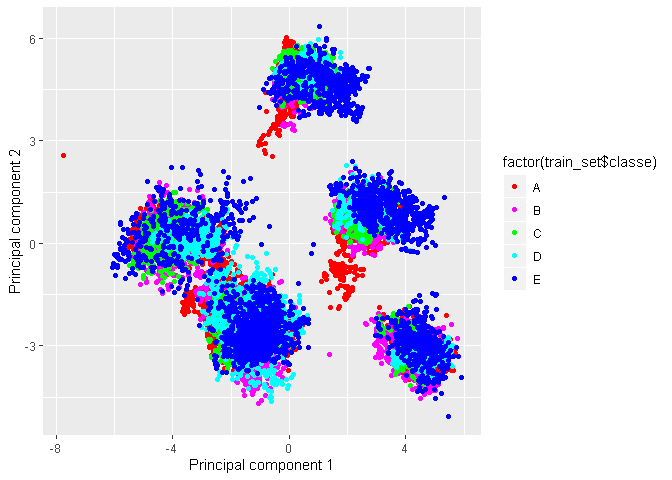 6
3
0
-3
-8
-4
0
4
Principal component 1
Principal component 2
factor(train_set$classe)
A
B
C
D
E